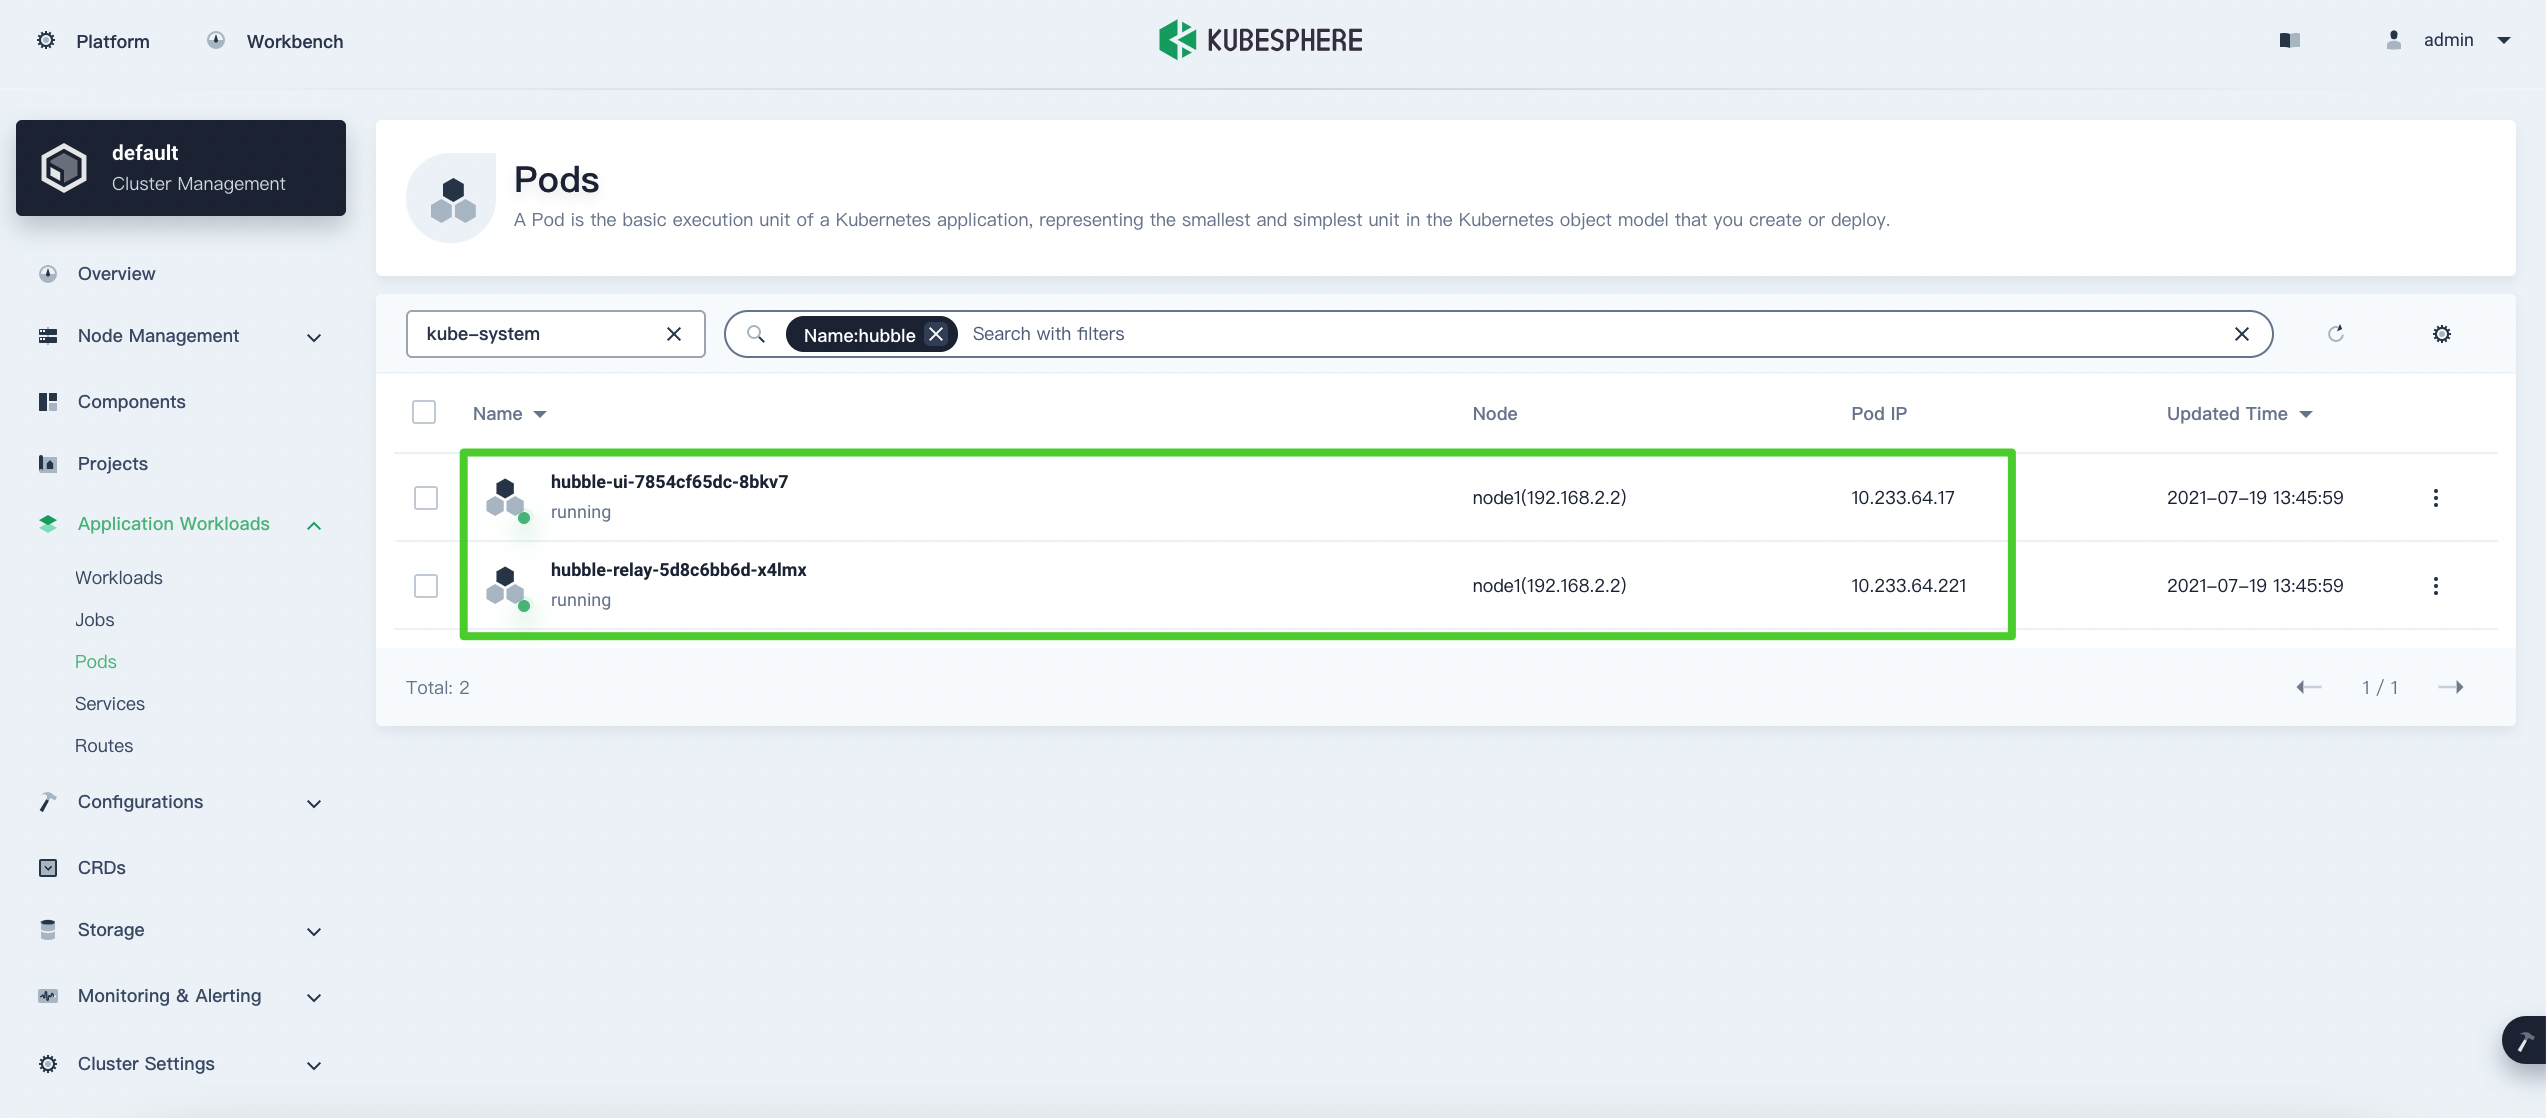 Platform
Workbench
KUBESPHERE
admin
default
Cluster Management
Overview
Node Management
Components
Projects
Application Workloads
Workloads
Jobs
Pods
Services
Routes
Configurations
CRDs
Storage
Monitoring & Alerting
Cluster Settings
Pods
A Pod is the basic execution unit of a Kubernetes application, representing the smallest and simplest unit in the Kubernetes object model that you create or deploy.
kube-system
Name:hubble
Search with filters
Name
Node
Pod IP
Updated Time
hubble-ui-7854cf65dc-8bkv7
running
node1(192.168.2.2)
10.233.64.17
2021-07-19 13:45:59
hubble-relay-5d8c6bb6d-x4lmx
running
node1(192.168.2.2)
10.233.64.221
2021-07-19 13:45:59
Total: 2
1 / 1